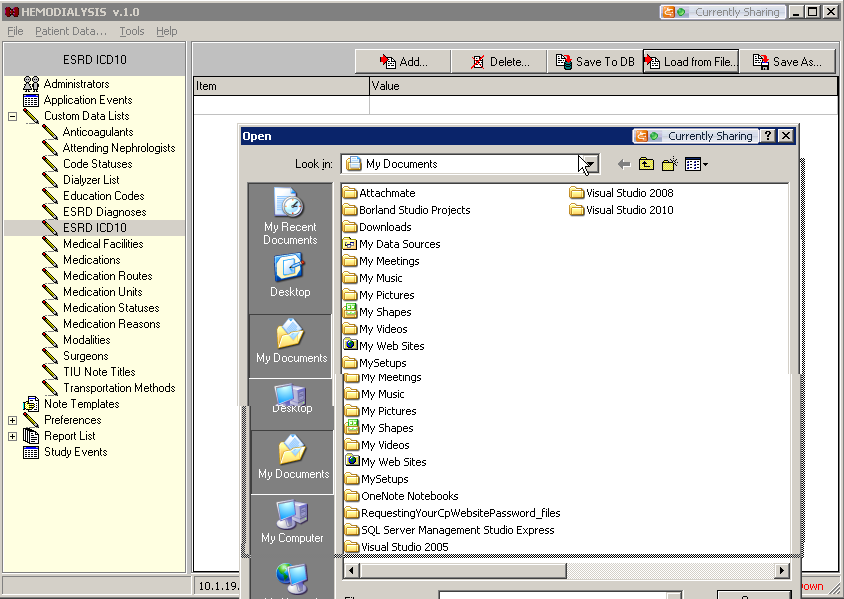 HEMODIALYSIS v.1.0
Currently Sharing
File Patient Data... Tools Help
ESRD ICD10
Add... Delete... Save To DB Load from File.. Save As...
Item Value
Administrators
Application Events
Custom Data Lists
Anticoagulants
Attending Nephrologists
Code Statuses
Dialyzer List
Education Codes
ESRD Diagnoses
ESRD ICD10
Medical Facilities
Medications
Medication Routes
Medication Units
Medication Statuses
Medication Reasons
Modalities
Surgeons
TIU Note Titles
Transportation Methods
Note Templates
Preferences
Report List
Study Events
Open
Currently Sharing
Look in: My Documents
My Recent
Documents
Desktop
My Documents
Desktop
My Documents
My Computer
Attachmate
Borland Studio Projects
Downloads
My Data Sources
My Meetings
My Music
My Pictures
My Shapes
My Videos
My Web Sites
MySetups
My Meetings
My Music
My Pictures
My Shapes
My Videos
My Web Sites
MySetups
OneNote Notebooks
RequestingYourCpWebsitePassword_files
SQL Server Management Studio Express
Visual Studio 2005
Visual Studio 2008
Visual Studio 2010
10.1.19.